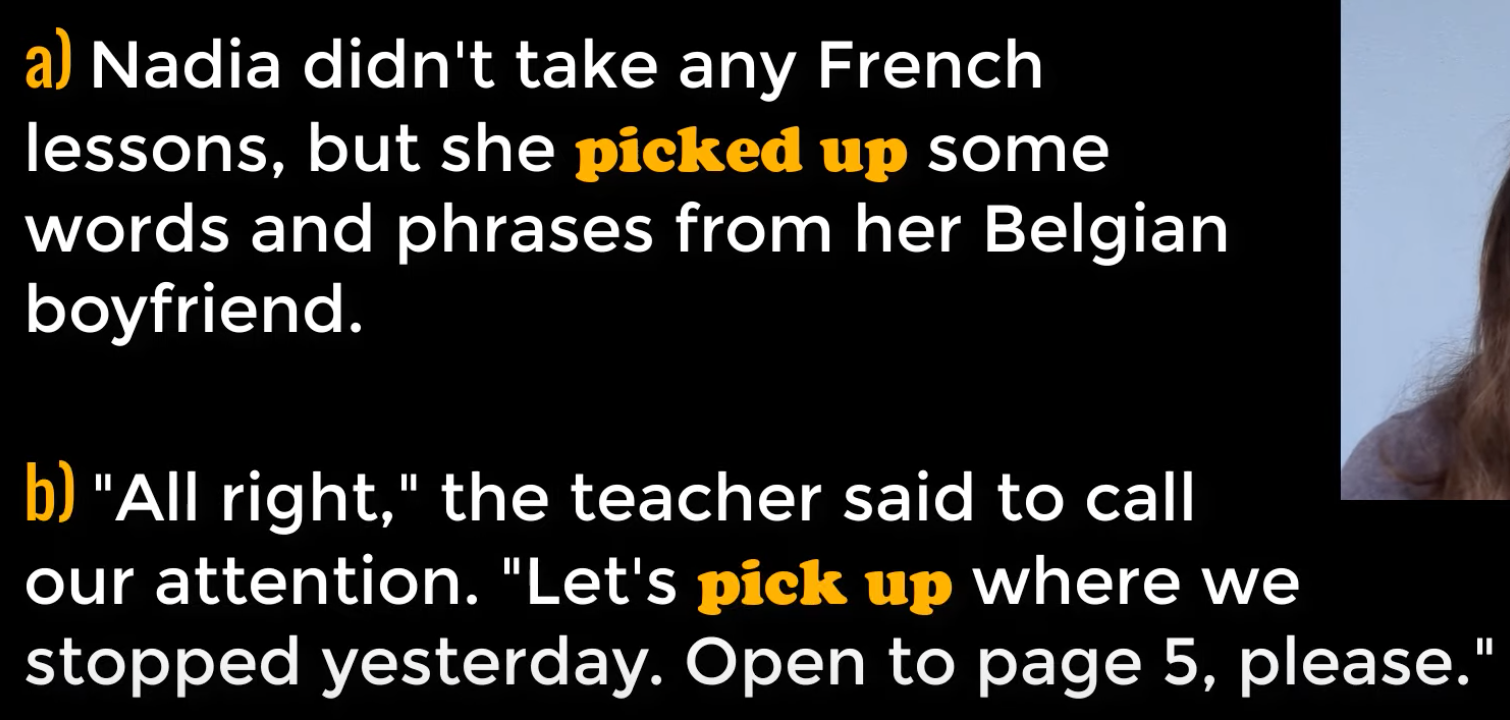 a) Nadia didn't take any French
lessons, but she picked up some
words and phrases from her Belgian
boyfriend.
b) "All right," the teacher said to call
our attention. "Let's pick up where we
stopped yesterday. Open to page 5, please."